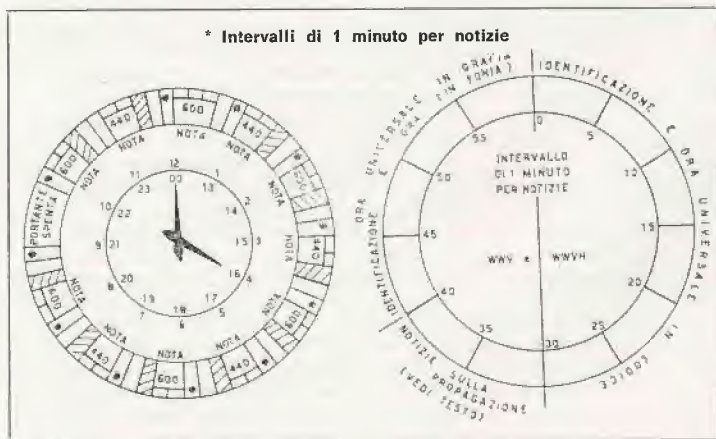 * Intervalli di 1 minuto per notizie
600
NOTA
440
NOTA
600
NOTA
440
NOTA
600
NOTA
440
NOTA
600
NOTA
440
NOTA
600
NOTA
PORTANTE
SPENTA
600
NOTA
440
NOTA
12
00
1
13
2
14
3
15
4
16
5
17
6
18
7
19
8
20
9
21
10
22
11
23
IDENTIFICAZIONE E ORA UNIVERSALE IN CODICE
NOTIZIE SULLA
PROPAGAZIONE
(VEDI TESTO)
IDENZIFICAZIONE E ORA UNIVERSALE IN GRAFIA
ORA (IN FONIA)
0
5
10
15
20
25
30
35
40
45
50
55
INTERVALLO
DI 1 MINUTO
PER NOTIZIE
WWV e WWVH